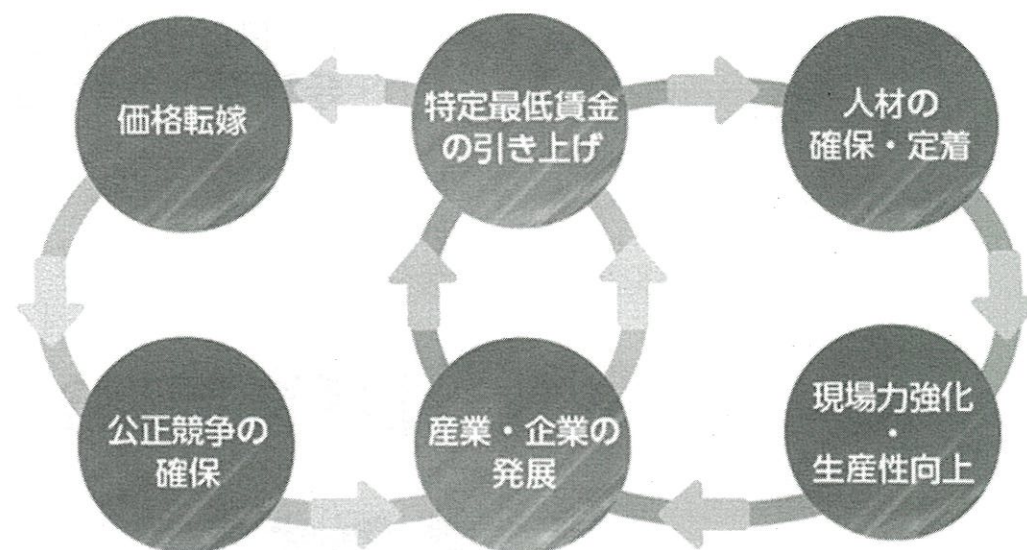 価格転嫁
特定最低賃金
の引き上げ
人材の
確保・定着
公正競争の
確保
産業・企業の
発展
現場力強化
・
生産性向上